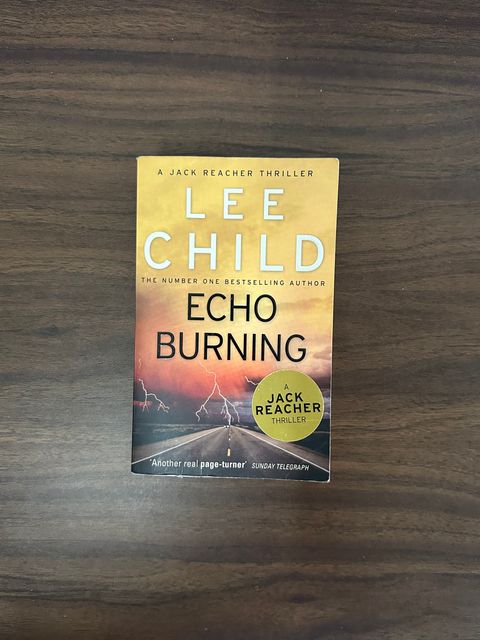 A JACK REACHER THRILLER
LEE
CHILD
THE NUMBER ONE BESTSELLING AUTHOR
ECHO
BURNING
A
JACK
REACHER
THRILLER
'Another real page-turner' SUNDAY TELEGRAPH